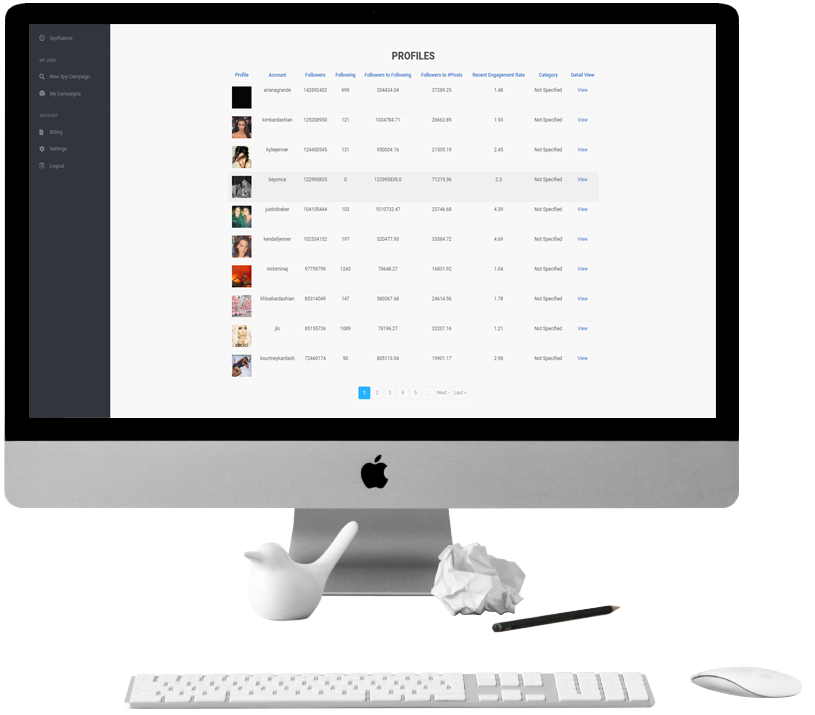 Spyfluence
MY JOBS
New Spy Campaign
My Campaigns
ACCOUNT
Billing
Settings
Logout
PROFILES
Profile Account Followers Following Followers to Following Followers to #Posts Recent Engagement Rate Category Detail View
arianagrande 142892402 699 204424.04 37289.25 1.48 Not Specified View
kimkardashian 125208950 121 1034784.71 26662.89 1.93 Not Specified View
kyliejenner 124450545 131 950004.16 21505.19 2.45 Not Specified View
beyonce 122995835 0 122995835.0 71219.36 2.3 Not Specified View
justinbieber 104105444 103 1010732.47 23746.68 4.39 Not Specified View
kendalljenner 102534152 197 520477.93 33584.72 4.69 Not Specified View
nickiminaj 97759799 1243 78648.27 16831.92 1.04 Not Specified View
khloekardashian 85314049 147 580367.68 24614.56 1.78 Not Specified View
jlo 85155736 1089 78196.27 32207.16 1.21 Not Specified View
kourtneykardash 72460174 90 805113.04 19901.17 2.98 Not Specified View
1 2 3 4 5 ... Next › Last »